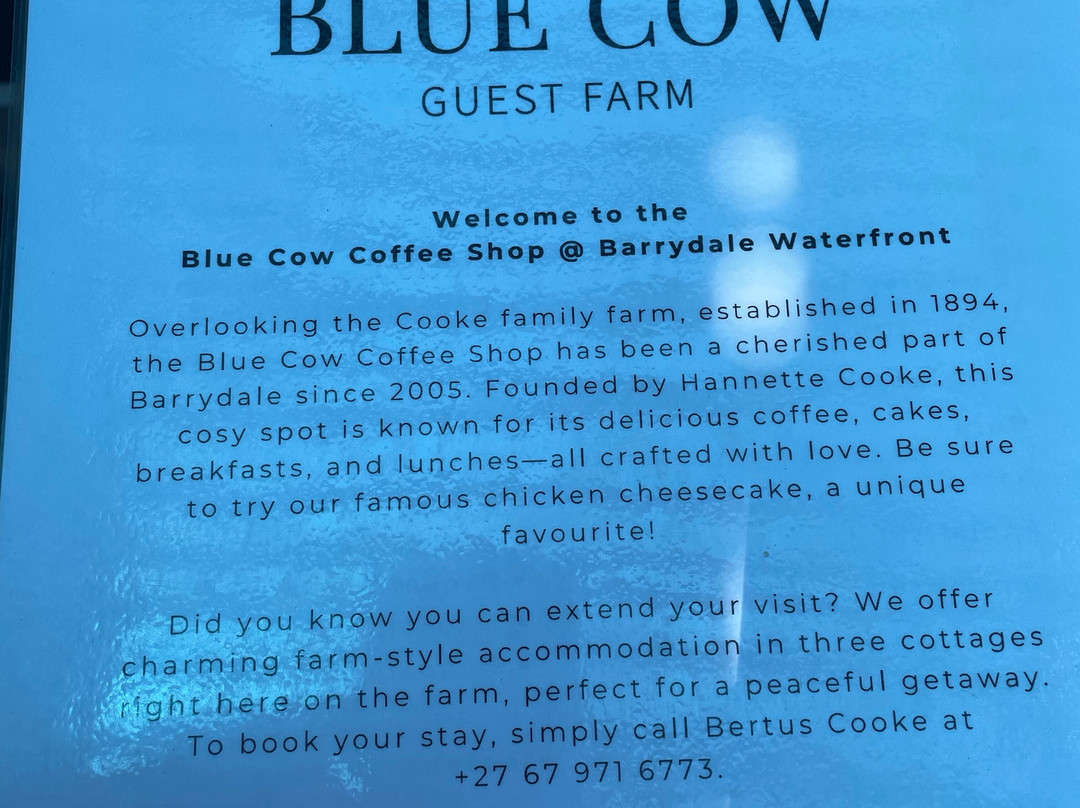 BLUE COW
GUEST FARM
Welcome to the
Blue Cow Coffee Shop @ Barrydale Waterfront
Overlooking the Cooke family farm, established in 1894,
the Blue Cow Coffee Shop has been a cherished part of
Barrydale since 2005. Founded by Hannette Cooke, this
cosy spot is known for its delicious coffee, cakes,
breakfasts, and lunches—all crafted with love. Be sure
to try our famous chicken cheesecake, a unique
favourite!
Did you know you can extend your visit? We offer
charming farm-style accommodation in three cottages
right here on the farm, perfect for a peaceful getaway.
To book your stay, simply call Bertus Cooke at
+27 67 971 6773.